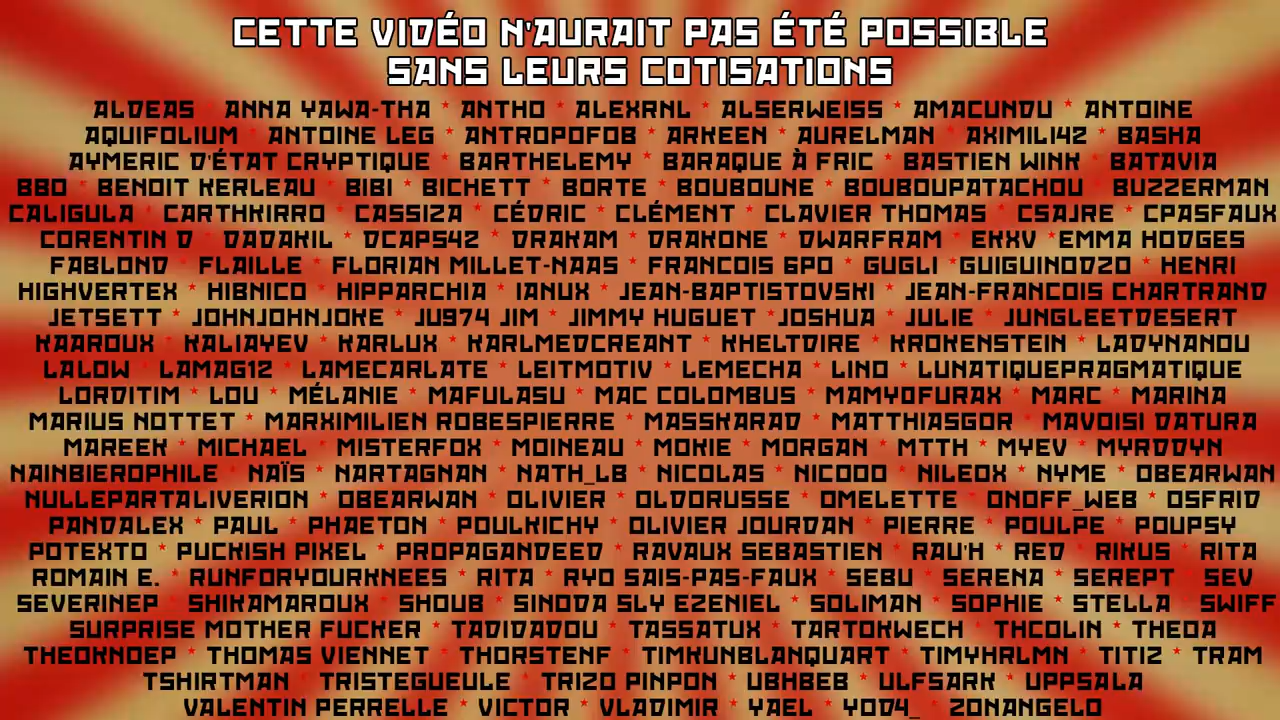 CETTE VIDÉO N'AURAIT PAS ÉTÉ POSSIBLE
SANS LEURS COTISATIONS
ALDEAS * ANNA YAWA-THA * ANTHO * ALEXRNL * ALSERWEISS * AMACUNDU * ANTOINE
AQUIFOLIUM * ANTOINE LEG * ANTROPOFOB * ARKEEN * AURELMAN * AXIMILI42 * BASHA
AYMERIC D'ÉTAT CRYPTIQUE * BARTHELEMY * BARAQUE À FRIC * BASTIEN WINK * BATAVIA
BBO * BENOIT KERLEAU * BIBI * BICHETT * BORTE * BOUBOUNE * BOUBOUPATACHOU * BUZZERMAN
CALIGULA * CARTHKIRRO * CASSIZA * CÉDRIC * CLÉMENT * CLAVIER THOMAS * CSAJRE * CPASFAUX
CORENTIN D * DADAKIL * DCAPS42 * DRAKAM * DRAKONE * DWARFRAM * EKXV * EMMA HODGES
FABLOND * FLAILLE * FLORIAN MILLET-NAAS * FRANCOIS 6PO * GUGLI * GUIGUINODZO * HENRI
HIGHVERTEX * HIBNICO * HIPPARCHIA * IANUX * JEAN-BAPTISTOVSKI * JEAN-FRANCOIS CHARTRAND
JETSETT * JOHNJOHNJOKE * JU974 JIM * JIMMY HUGUET * JOSHUA * JULIE * JUNGLEETDESERT
KAAROUX * KALIAYEV * KARLUX * KARLMEDCREANT * KHELTDIRE * KROKENSTEIN * LADYNANOU
LALOW * LAMAG12 * LAMECARLATE * LEITMOTIV * LEMECHA * LINO * LUNATIQUEPRAGMATIQUE
LORDITIM * LOU * MÉLANIE * MAFULASU * MAC COLOMBUS * MAMYOFURAX * MARC * MARINA
MARIUS NOTTET * MARXIMILIEN ROBESPIERRE * MASSKARAD * MATTHIASGOR * MAVOISI DATURA
MAREEK * MICHAEL * MISTERFOX * MOINEAU * MOKIE * MORGAN * MTTH * MYEV * MYRDDYN
NAINBIEROPHILE * NAÏS * NARTAGNAN * NATH_LB * NICOLAS * NICOOO * NILEOX * NYME * OBEARWAN
NULLEPARTALIVERION * OBEARWAN * OLIVIER * OLDORUSSE * OMELETTE * ONOFF_WEB * OSFRID
PANDALEX * PAUL * PHAETON * POULKICHY * OLIVIER JOURDAN * PIERRE * POULPE * POUPSY
POTEXTO * PUCKISH PIXEL * PROPAGANDEED * RAVAUX SEBASTIEN * RAU'H * RED * RIKUS * RITA
ROMAIN E. * RUNFORYOURKNEES * RITA * RYO SAIS-PAS-FAUX * SEBU * SERENA * SEREPT * SEV
SEVERINEP * SHIKAMAROUX * SHOUB * SINODA SLY EZENIEL * SOLIMAN * SOPHIE * STELLA * SWIFF
SURPRISE MOTHER FUCKER * TADIDADOU * TASSATUX * TARTOKWECH * THCOLIN * THEOA
THEOKNOEP * THOMAS VIENNET * THORSTENF * TIMKUNBLANQUART * TIMYHRLMN * TITIZ * TRAM
TSHIRTMAN * TRISTEGUEULE * TRIZO PINPON * UBHBEB * ULFSARK * UPPSALA
VALENTIN PERRELLE * VICTOR * VLADIMIR * YAEL * YOD4_ * ZONANGELO